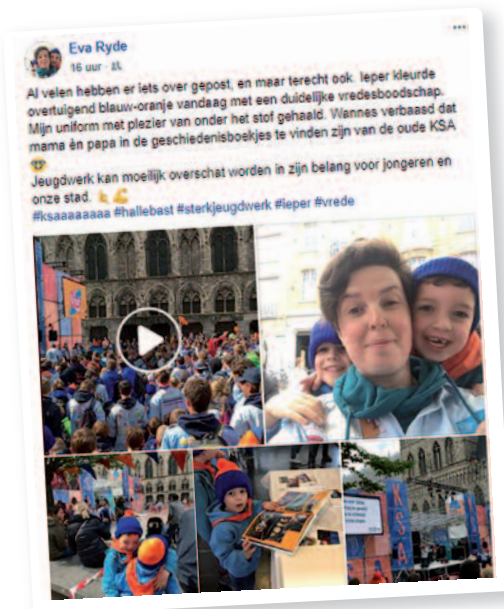 Eva Ryde
16 uur
Al velen hebben er iets over gepost, en maar terecht ook. Ieper kleurde
overtuigend blauw-oranje vandaag met een duidelijke vredesboodschap.
Mijn uniform met plezier van onder het stof gehaald. Wannes verbaasd dat
mama èn papa in de geschiedenisboekjes te vinden zijn van de oude KSA
Jeugdwerk kan moeilijk overschat worden in zijn belang voor jongeren en
onze stad.
#ksaaaaaaaa #hallebast #sterkjeugdwerk #ieper #vrede
KSA